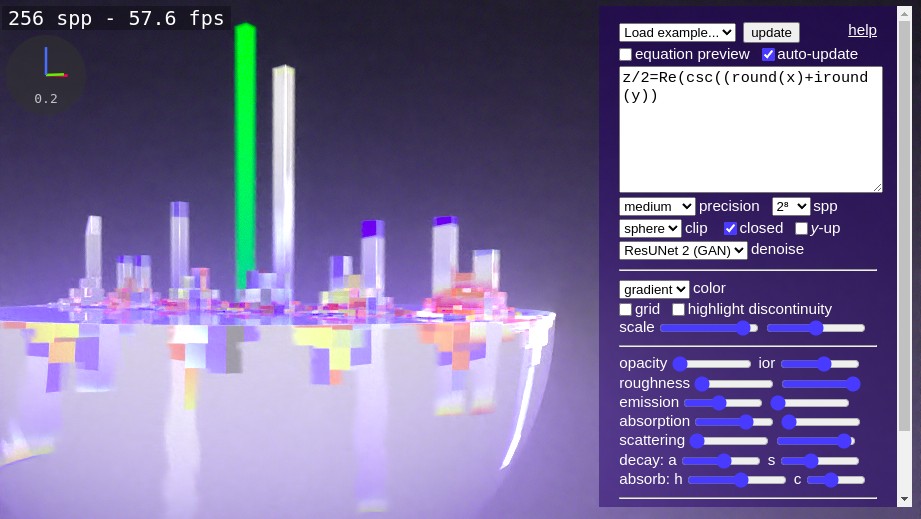 256 spp - 57.6 fps
0.2
Load example... update help
equation preview auto-update
z/2=Re(csc((round(x)+iround
(y))
medium precision 2⁸ spp
sphere clip closed y-up
ResUNet 2 (GAN) denoise
gradient color
grid highlight discontinuity
scale
opacity ior
roughness
emission
absorption
scattering
decay: a s
absorb: h c